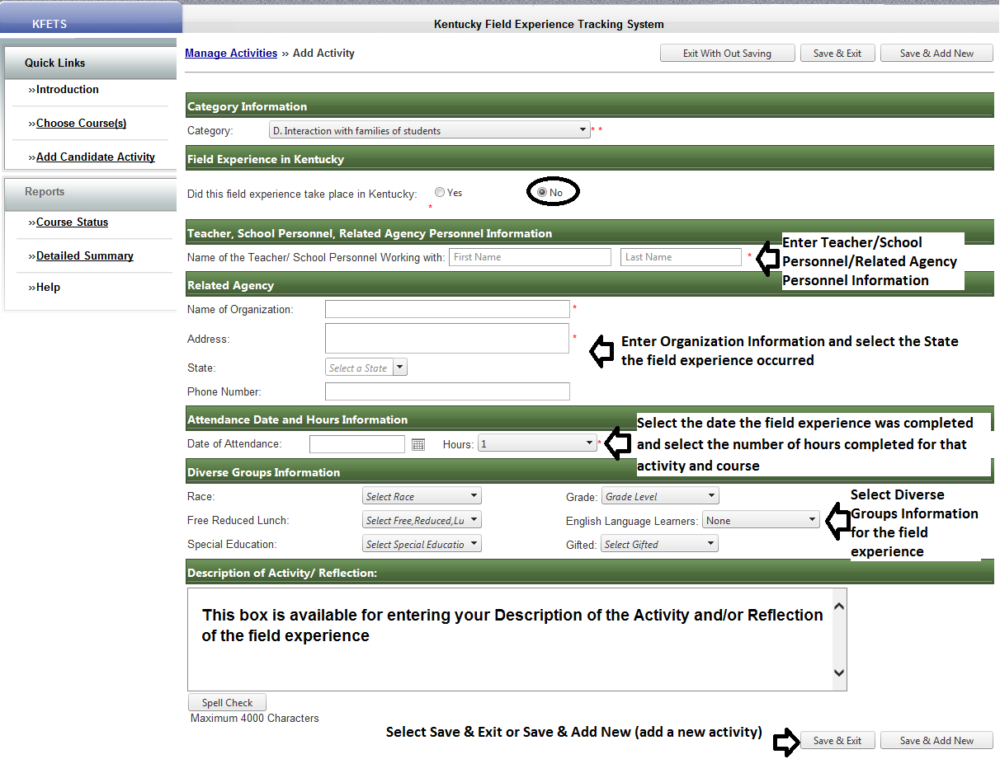 KFETS
Kentucky Field Experience Tracking System
Quick Links
»Introduction
»Choose Course(s)
»Add Candidate Activity
Reports
»Course Status
»Detailed Summary
»Help
Manage Activities » Add Activity
Exit With Out Saving
Save & Exit
Save & Add New
Category Information
Category: D. Interaction with families of students * *
Field Experience in Kentucky
Did this field experience take place in Kentucky: Yes No
*
Teacher, School Personnel, Related Agency Personnel Information
Name of the Teacher/ School Personnel Working with: First Name Last Name *
Enter Teacher/School
Personnel/Related Agency
Personnel Information
Related Agency
Name of Organization: *
Address: *
State: Select a State
Phone Number:
Enter Organization Information and select the State
the field experience occurred
Attendance Date and Hours Information
Date of Attendance: Hours: 1 *
Select the date the field experience was completed
and select the number of hours completed for that
activity and course
Diverse Groups Information
Race: Select Race Grade: Grade Level
Free Reduced Lunch: Select Free,Reduced,Lu English Language Learners: None
Special Education: Select Special Educatio Gifted: Select Gifted
Select Diverse
Groups Information
for the field
experience
Description of Activity/ Reflection:
This box is available for entering your Description of the Activity and/or Reflection
of the field experience
Spell Check
Maximum 4000 Characters
Select Save & Exit or Save & Add New (add a new activity)
Save & Exit
Save & Add New